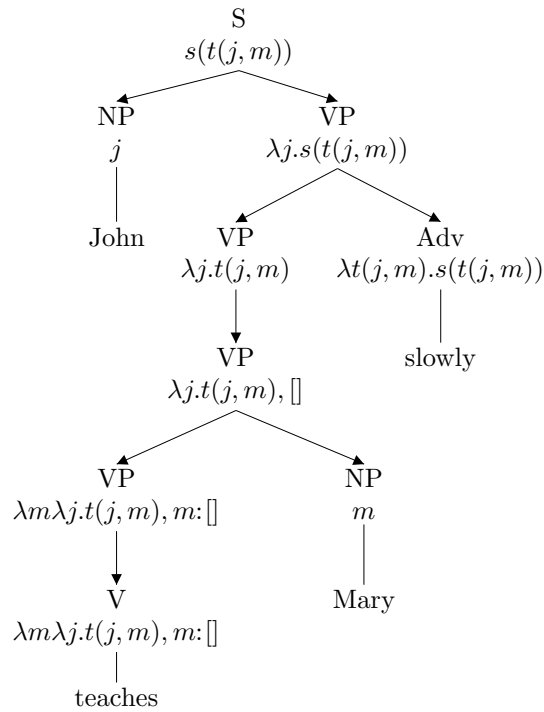 S
s(t(j, m))
NP VP
j λj.s(t(j, m))
John VP Adv
λj.t(j, m) λt(j, m).s(t(j, m))
VP slowly
λj.t(j, m), []
VP NP
λmλj.t(j, m), m:[] m
V Mary
λmλj.t(j, m), m:[]
teaches